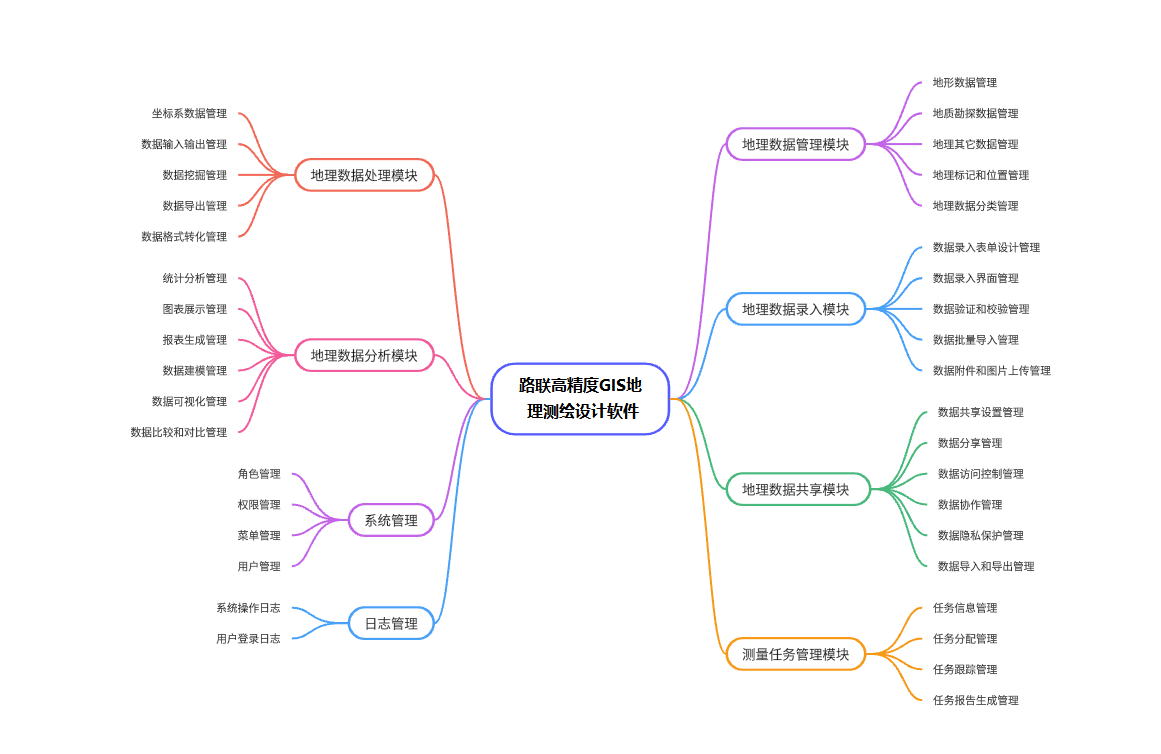 路联高精度GIS地
理测绘设计软件
地理数据管理模块
地形数据管理
地质勘探数据管理
地理其它数据管理
地理标记和位置管理
地理数据分类管理
地理数据录入模块
数据录入表单设计管理
数据录入界面管理
数据验证和校验管理
数据批量导入管理
数据附件和图片上传管理
地理数据共享模块
数据共享设置管理
数据分享管理
数据访问控制管理
数据协作管理
数据隐私保护管理
数据导入和导出管理
测量任务管理模块
任务信息管理
任务分配管理
任务跟踪管理
任务报告生成管理
地理数据处理模块
坐标系数据管理
数据输入输出管理
数据挖掘管理
数据导出管理
数据格式转化管理
地理数据分析模块
统计分析管理
图表展示管理
报表生成管理
数据建模管理
数据可视化管理
数据比较和对比管理
系统管理
角色管理
权限管理
菜单管理
用户管理
日志管理
系统操作日志
用户登录日志